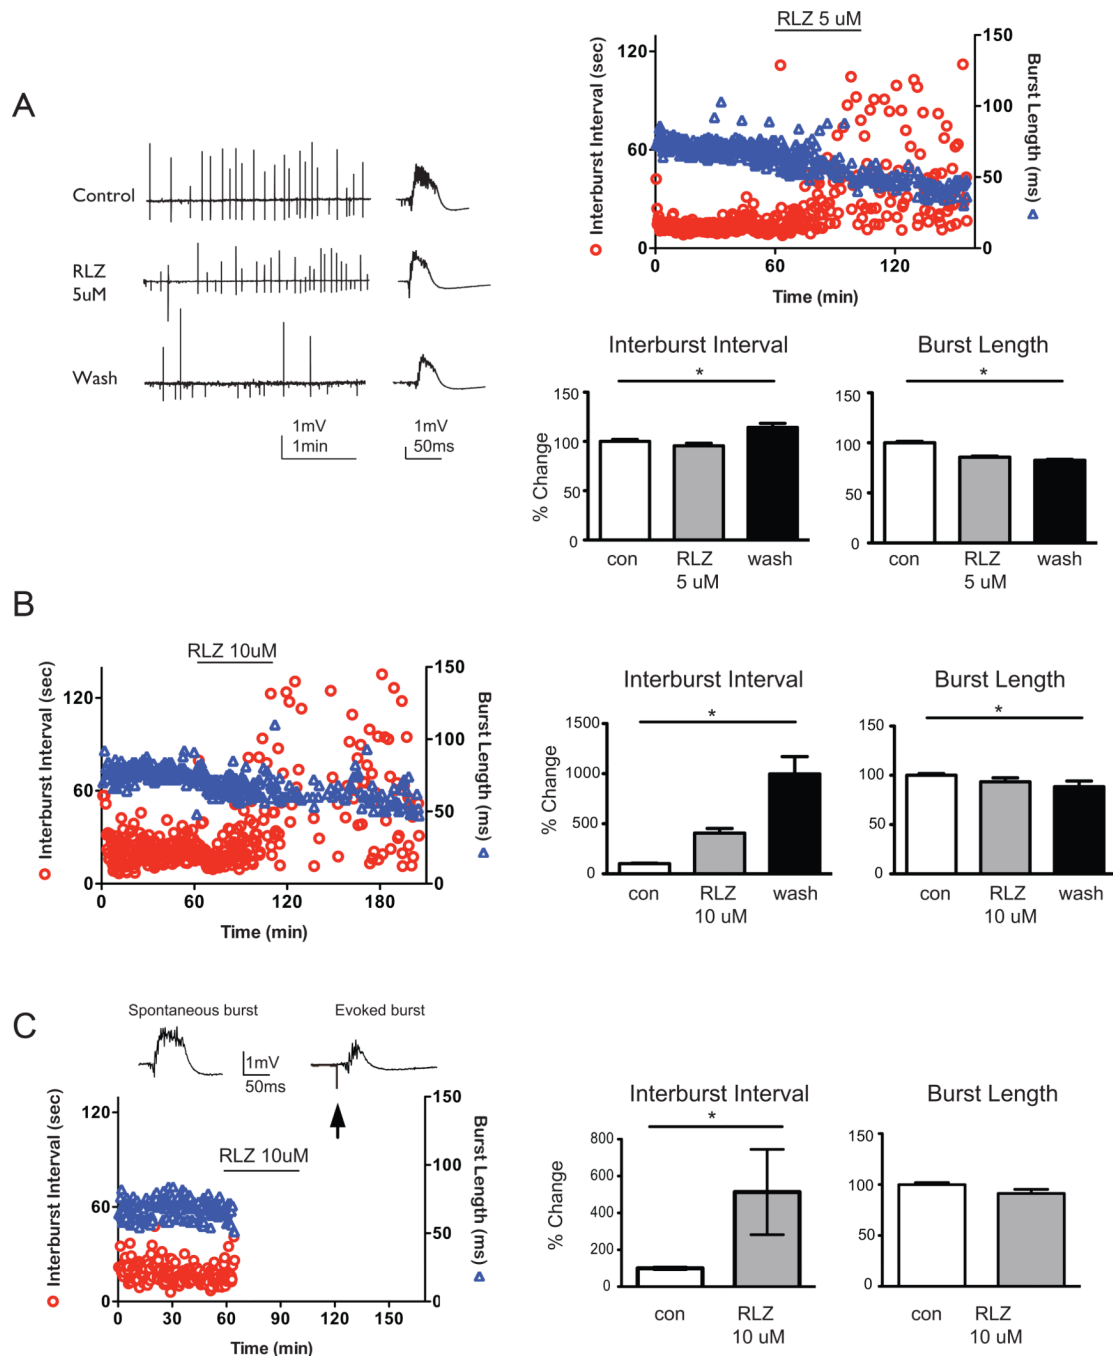 A
Control
RLZ
5uM
Wash
1mV
1min
1mV
50ms
RLZ 5 uM
Interburst Interval (sec)
120
60
0
150
100
50
0
Burst Length (ms)
0
60
120
Time (min)
Interburst Interval
*
% Change
150
100
50
0
con
RLZ
5 uM
wash
Burst Length
*
150
100
50
0
con
RLZ
5 uM
wash
B
RLZ 10uM
Interburst Interval (sec)
120
60
0
150
100
50
0
Burst Length (ms)
0
60
120
180
Time (min)
Interburst Interval
*
% Change
1500
1000
500
0
con
RLZ
10 uM
wash
Burst Length
*
150
100
50
0
con
RLZ
10 uM
wash
C
Spontaneous burst
Evoked burst
1mV
50ms
RLZ 10uM
Interburst Interval (sec)
120
60
0
150
100
50
0
Burst Length (ms)
0
30
60
90
120
150
Time (min)
Interburst Interval
*
% Change
800
600
400
200
0
con
RLZ
10 uM
Burst Length
150
100
50
0
con
RLZ
10 uM